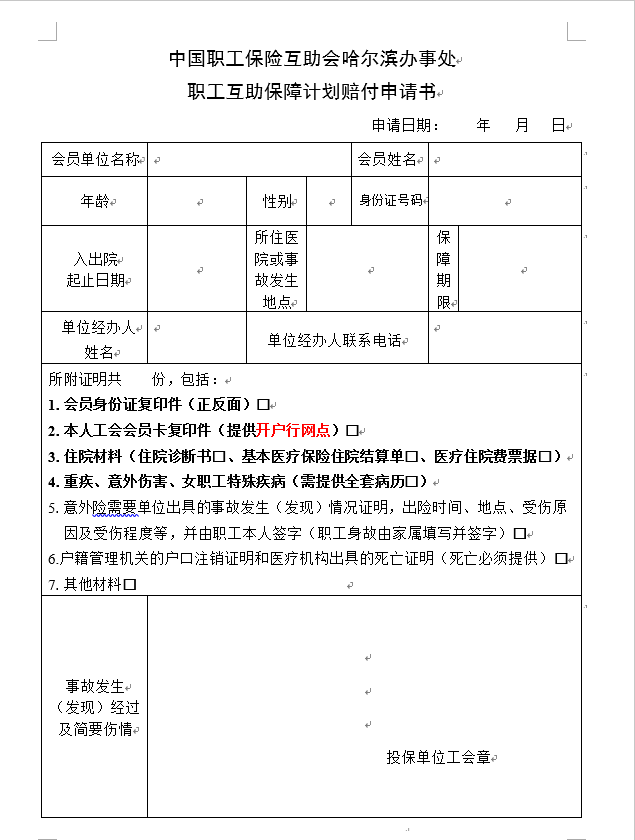 中国职工保险互助会哈尔滨办事处
职工互助保障计划赔付申请书
申请日期： 年 月 日
会员单位名称 会员姓名
年龄 性别 身份证号码
入出院
起止日期
所住医
院或事
故发生
地点
保
障
期
限
单位经办人
姓名
单位经办人联系电话
所附证明共 份，包括：
1. 会员身份证复印件（正反面）☐
2. 本人工会会员卡复印件（提供开户行网点）☐
3. 住院材料（住院诊断书☐、基本医疗保险住院结算单☐、医疗住院费票据☐）
4. 重疾、意外伤害、女职工特殊疾病（需提供全套病历☐）
5. 意外险需要单位出具的事故发生（发现）情况证明，出险时间、地点、受伤原
因及受伤程度等，并由职工本人签字（职工身故由家属填写并签字）☐
6.户籍管理机关的户口注销证明和医疗机构出具的死亡证明（死亡必须提供）☐
7. 其他材料☐
事故发生
（发现）经过
及简要伤情
投保单位工会章